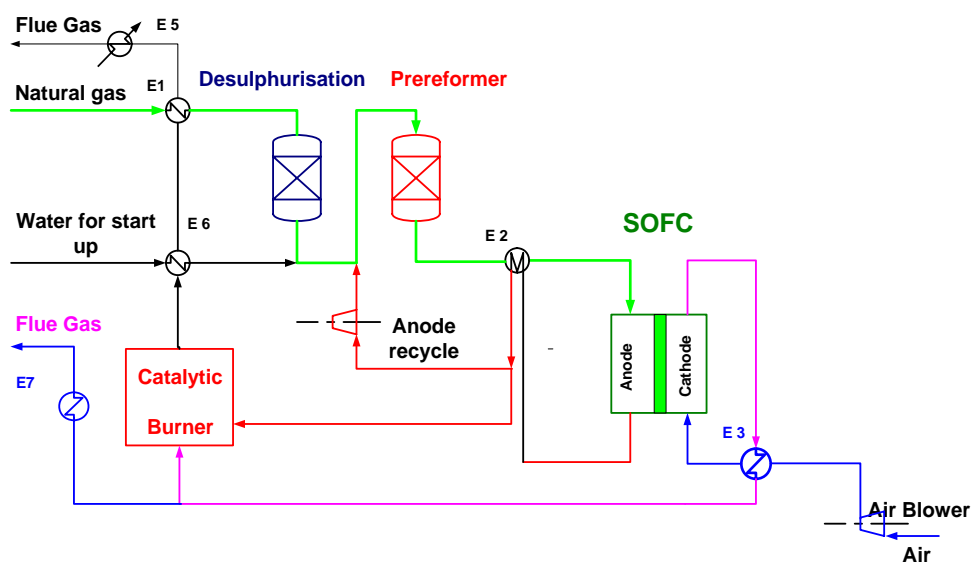 Flue Gas
E 5
E1
Desulphurisation
Prereformer
Natural gas
Water for start
up
E 6
E 2
SOFC
Flue Gas
Anode
recycle
Anode
Cathode
E7
Catalytic
Burner
E 3
Air Blower
Air